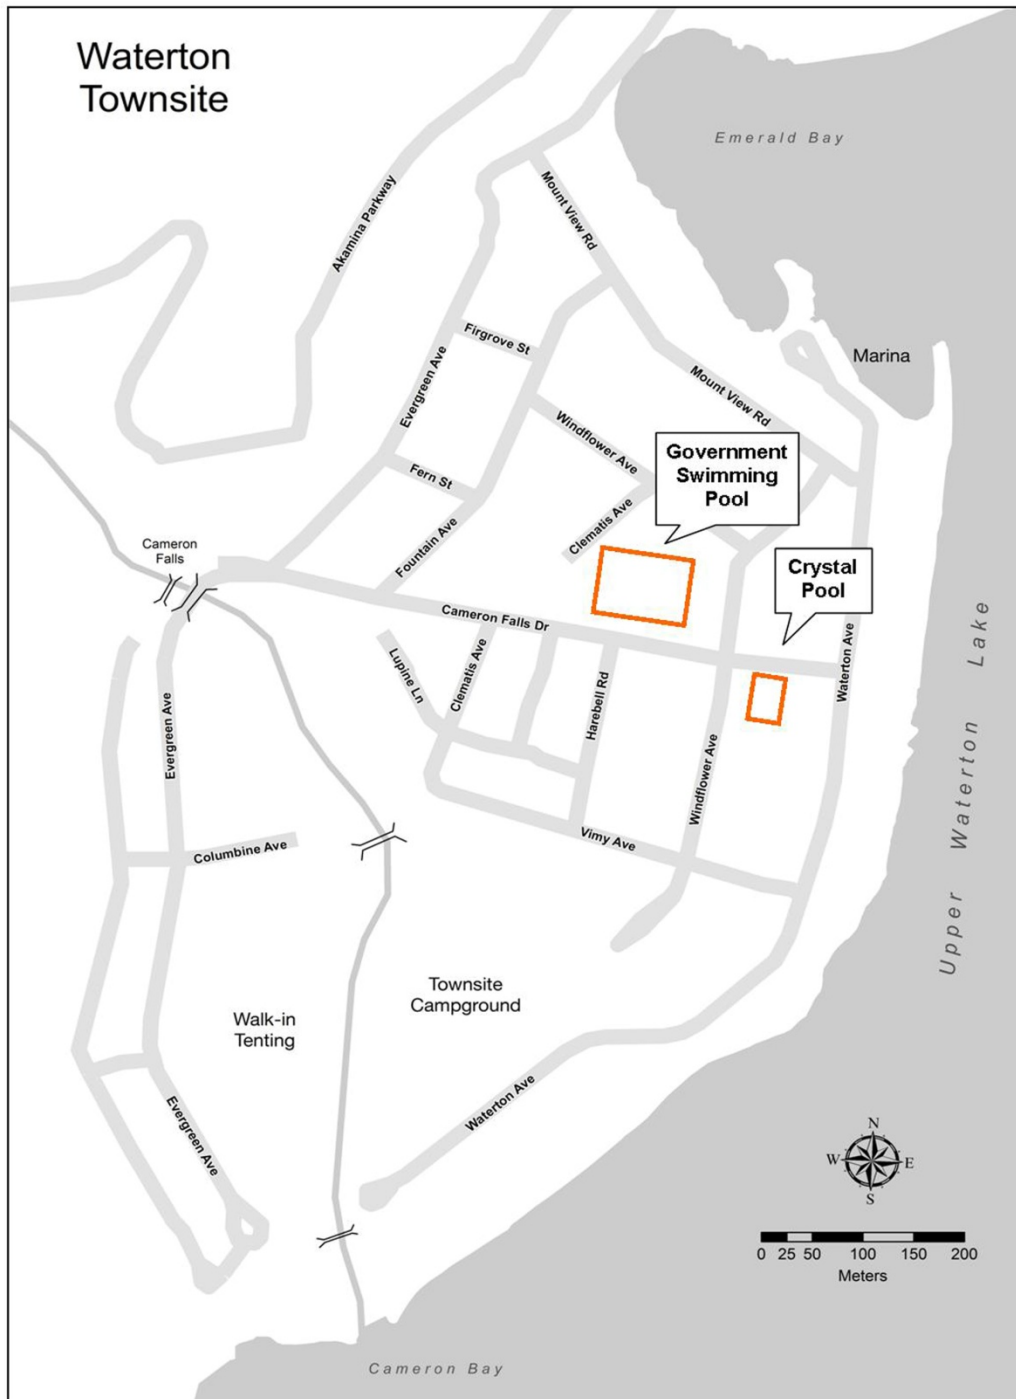 Waterton
Townsite
Emerald Bay
Mount View Rd
Akamina Parkway
Firgrove St
Marina
Evergreen Ave
Mount View Rd
Windflower Ave
Government
Swimming
Pool
Fern St
Clematis Ave
Fountain Ave
Cameron
Falls
Crystal
Pool
Cameron Falls Dr
Lupine Ln
Clematis Ave
Harebell Rd
Waterton Ave
Upper Waterton Lake
Evergreen Ave
Windflower Ave
Vimy Ave
Columbine Ave
Townsite
Campground
Walk-in
Tenting
Waterton Ave
Evergreen Ave
N
W E
S
0 25 50 100 150 200
Meters
Cameron Bay